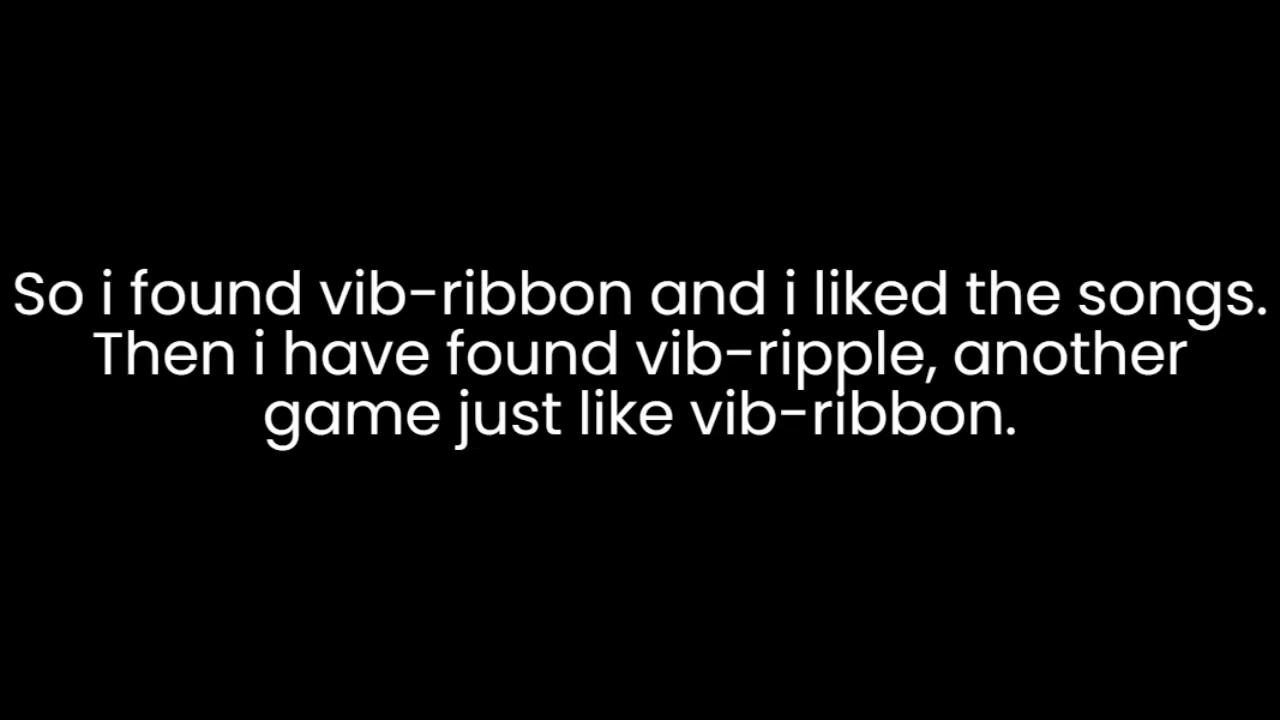 So i found vib-ribbon and i liked the songs.
Then i have found vib-ripple, another
game just like vib-ribbon.